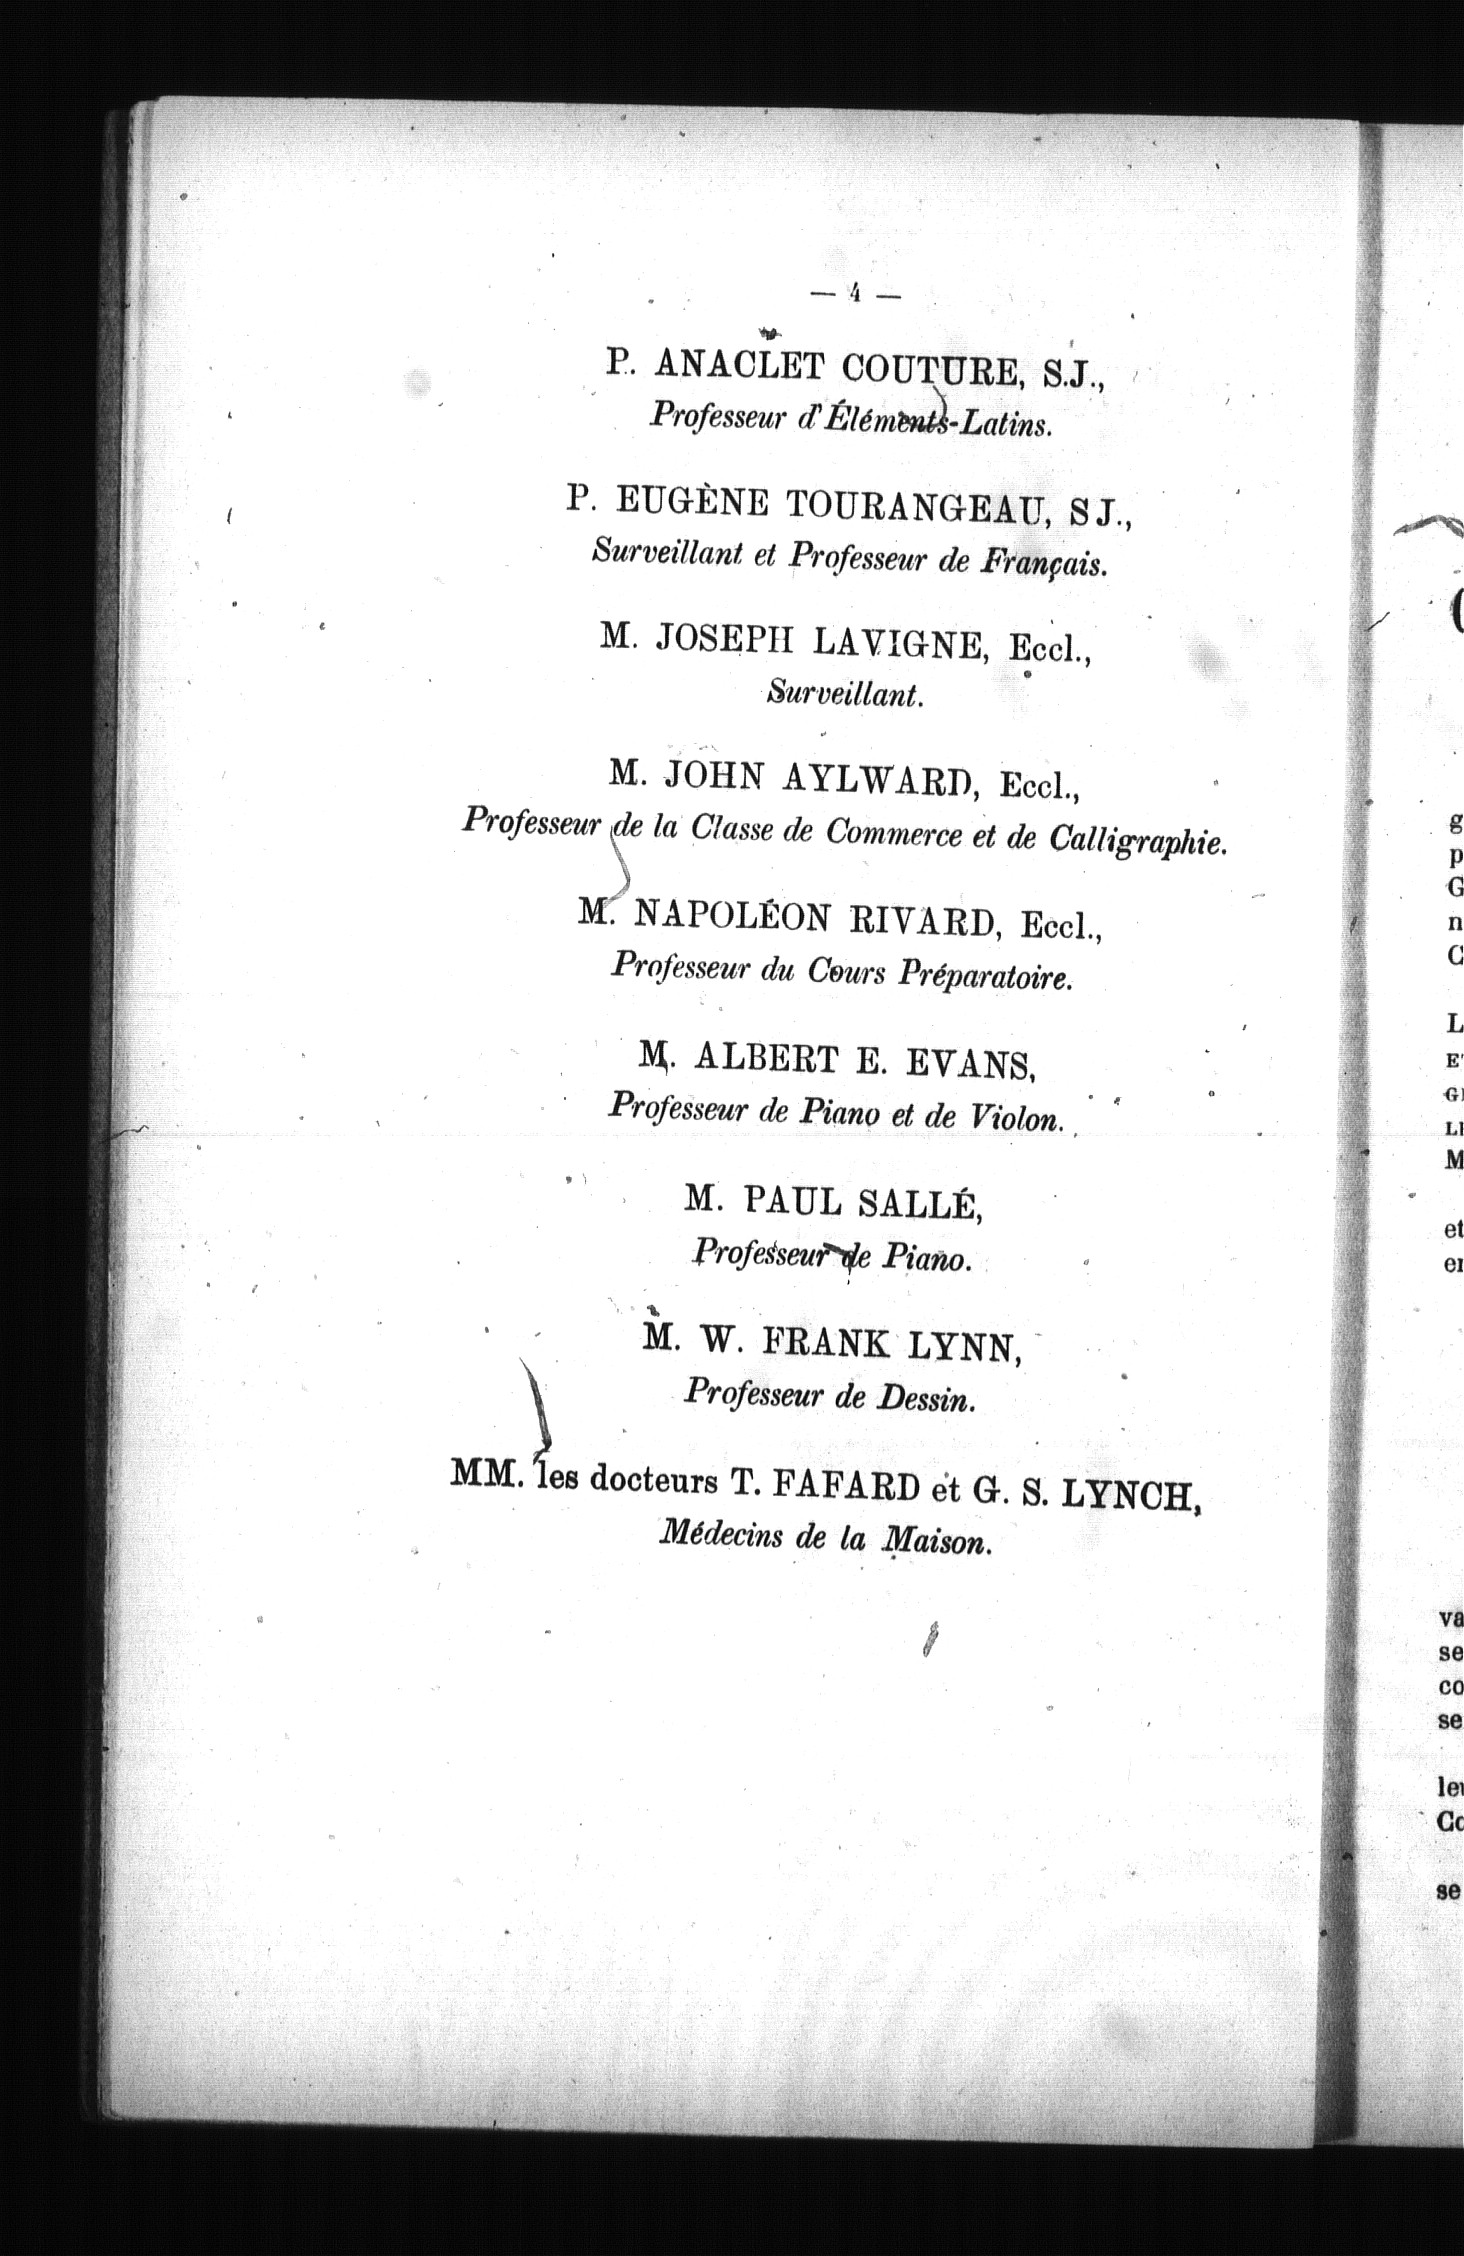 — 4 —
P. ANACLET COUTURE, S.J.,
Professeur d'Éléments-Latins.
P. EUGÈNE TOURANGEAU, S J.,
Surveillant et Professeur de Français.
M. JOSEPH LAVIGNE, Eccl.,
Surveillant.
M. JOHN AYLWARD, Eccl.,
Professeur de la Classe de Commerce et de Calligraphie.
M. NAPOLÉON RIVARD, Eccl.,
Professeur du Cours Préparatoire.
M. ALBERT E. EVANS,
Professeur de Piano et de Violon.
M. PAUL SALLÉ,
Professeur de Piano.
M. W. FRANK LYNN,
Professeur de Dessin.
MM. les docteurs T. FAFARD et G. S. LYNCH,
Médecins de la Maison.